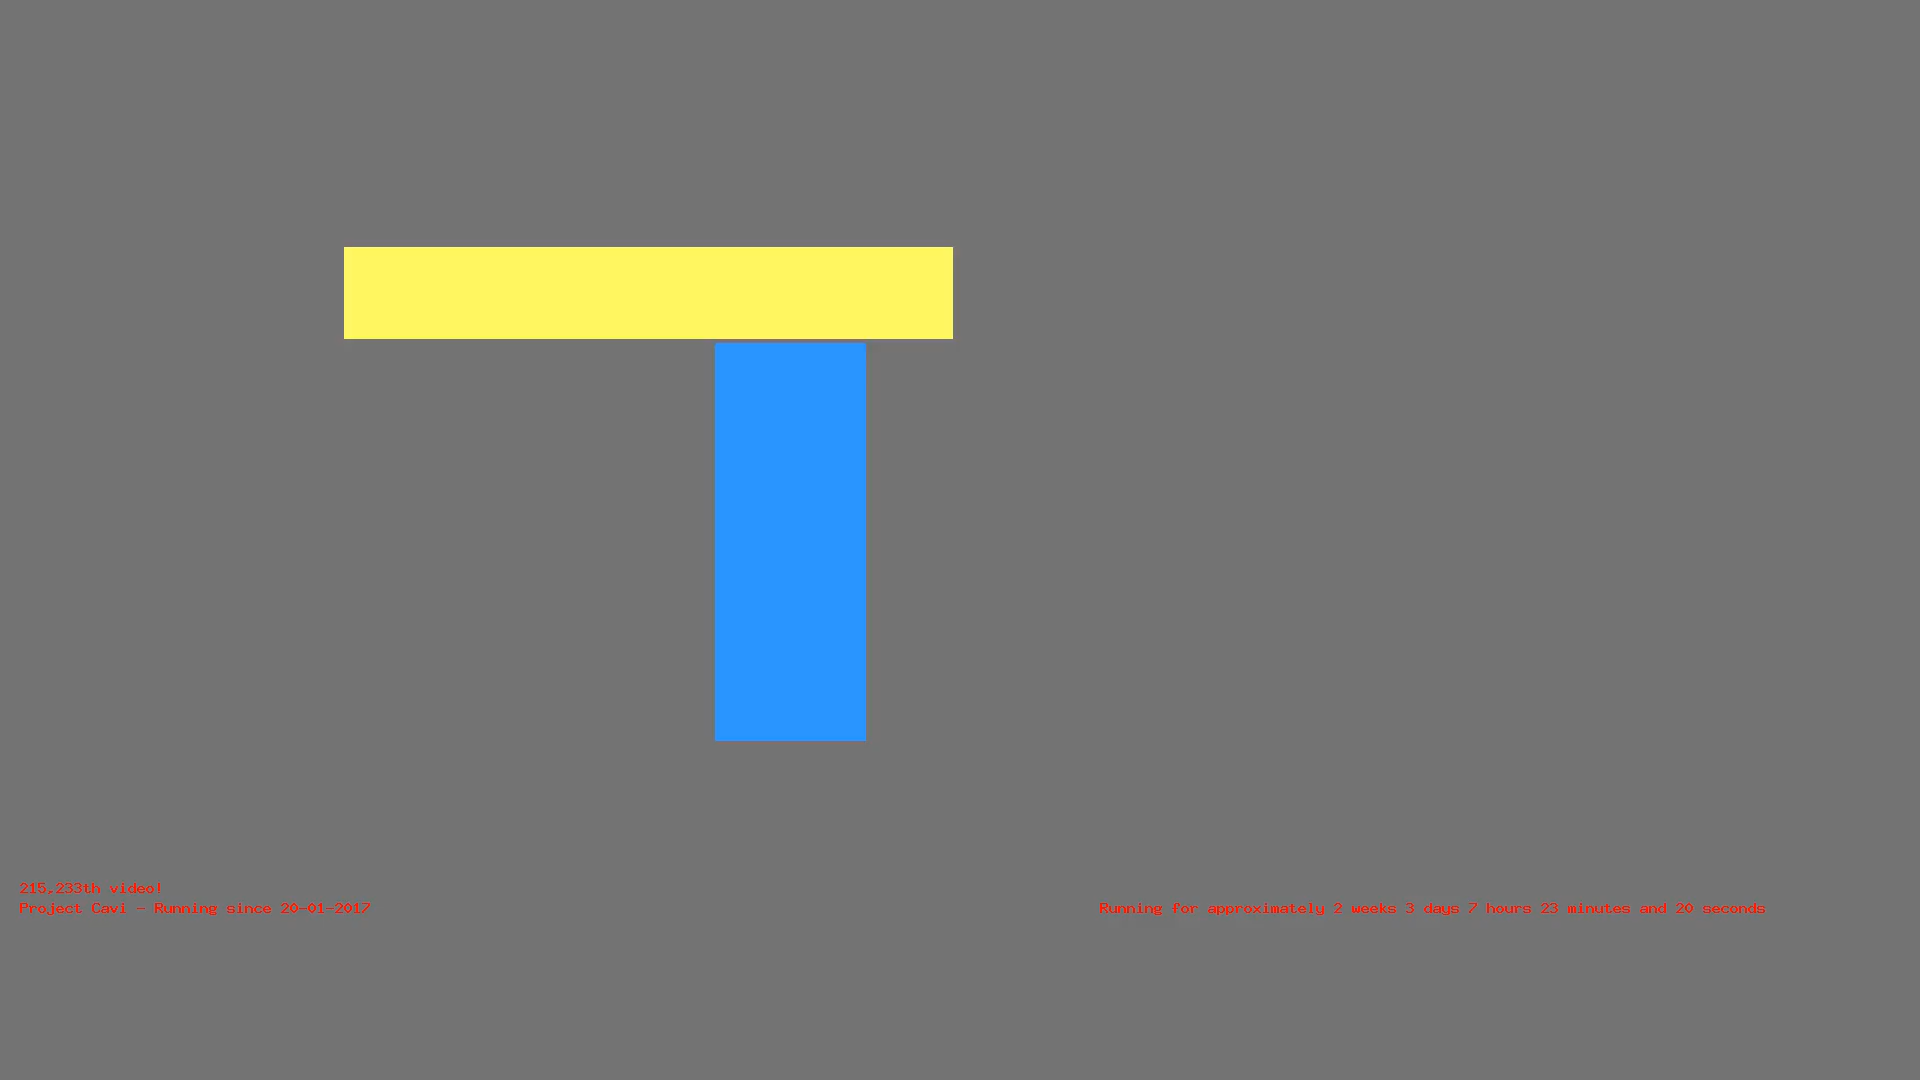 215,233th video!
Project Cavi - Running since 20-01-2017
Running for approximately 2 weeks 3 days 7 hours 23 minutes and 20 seconds